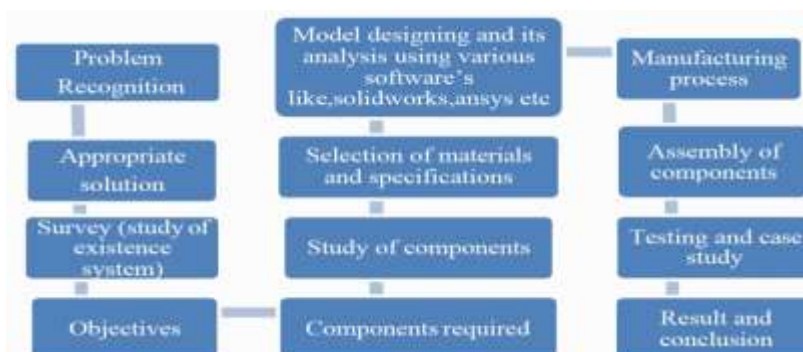 Problem
Recognition
Appropriate
solution
Survey (study of
existence
system)
Objectives
Model designing and its
analysis using various
software's
like,solidworks,ansys etc
Selection of materials
and specifications
Study of components
Components required
Manufacturing
process
Assembly of
components
Testing and case
study
Result and
conclusion